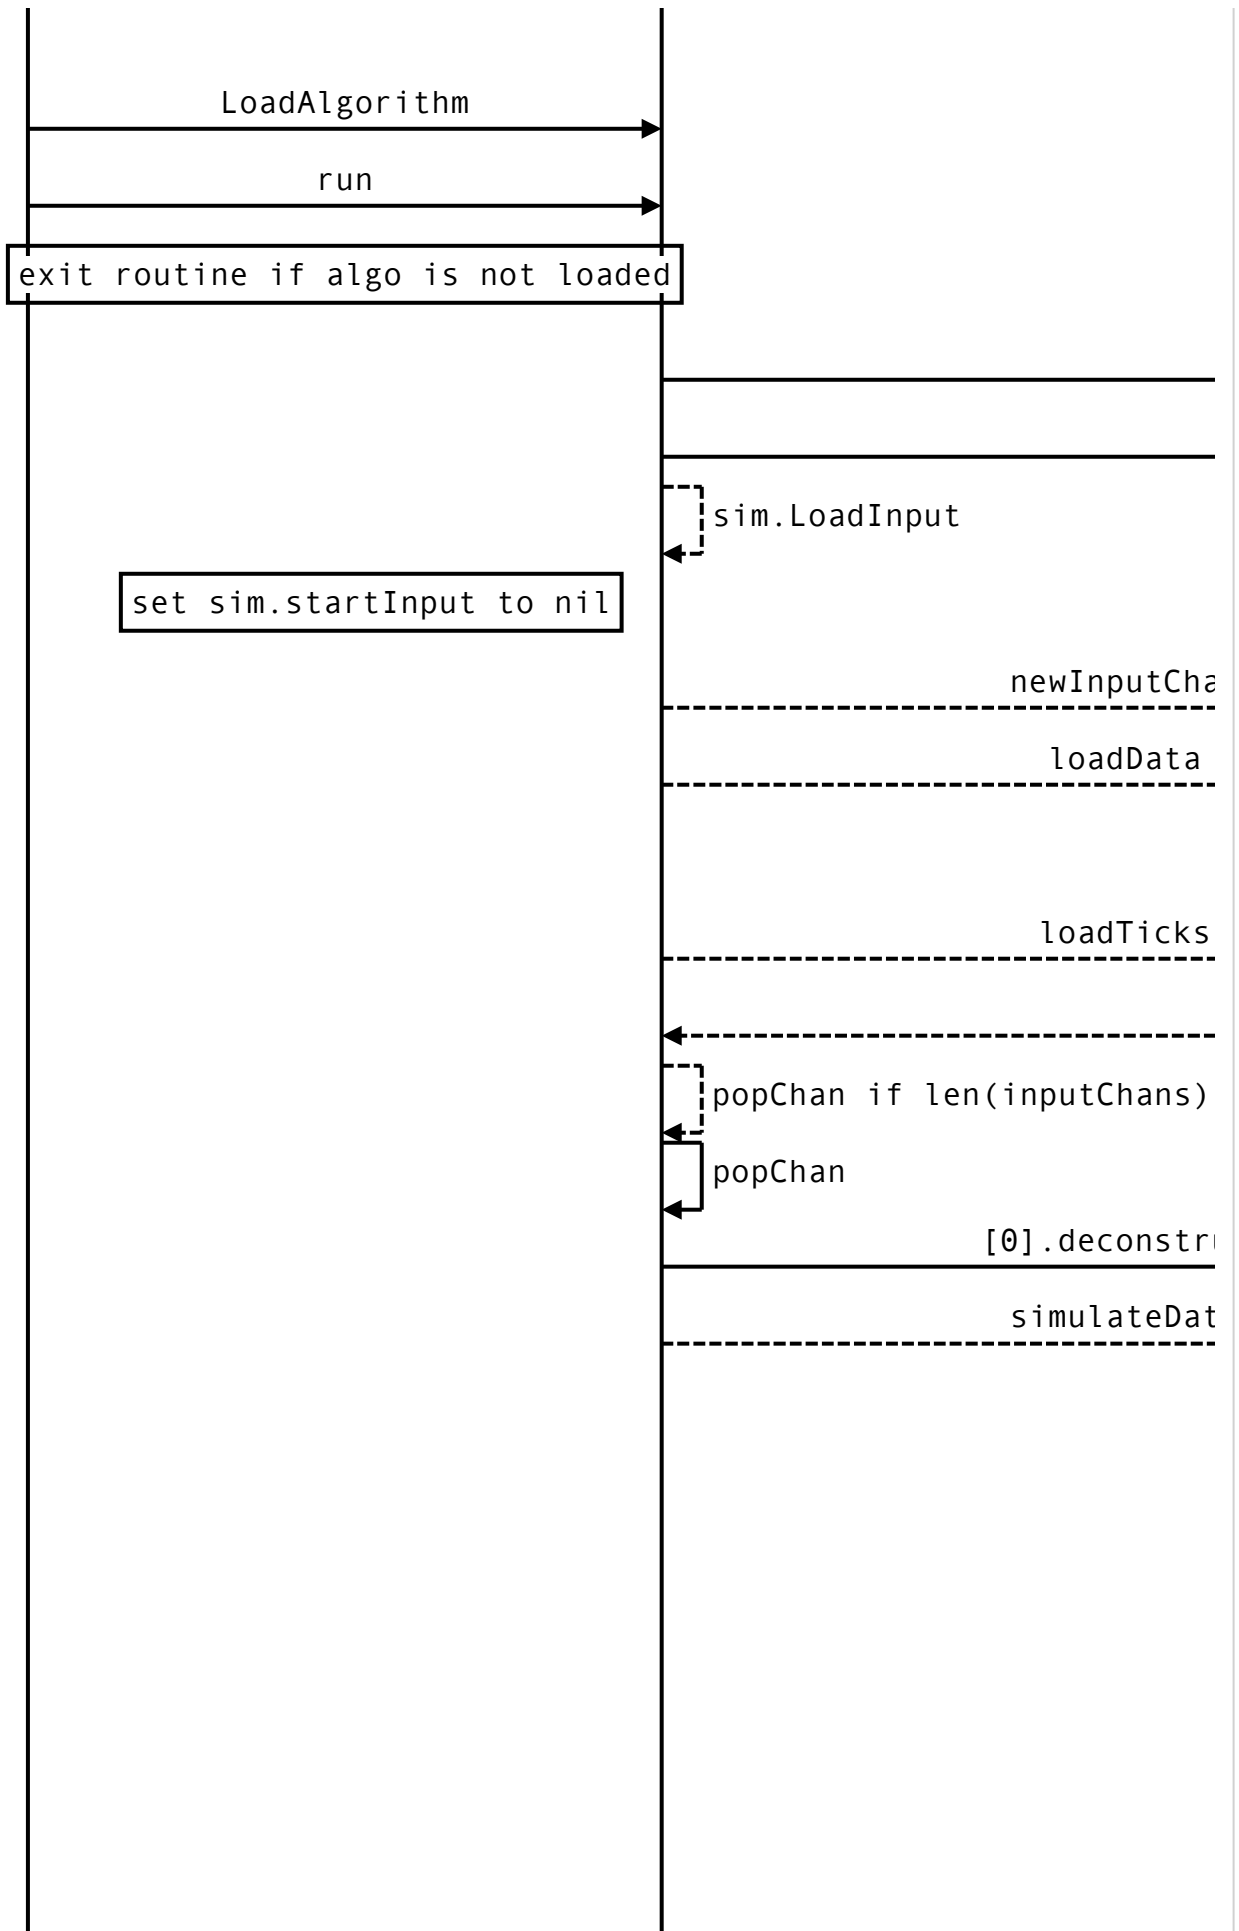 LoadAlgorithm
run
exit routine if algo is not loaded
sim.LoadInput
set sim.startInput to nil
newInputCha
loadData
loadTicks
popChan if len(inputChans)
popChan
[0].deconstr
simulateDat